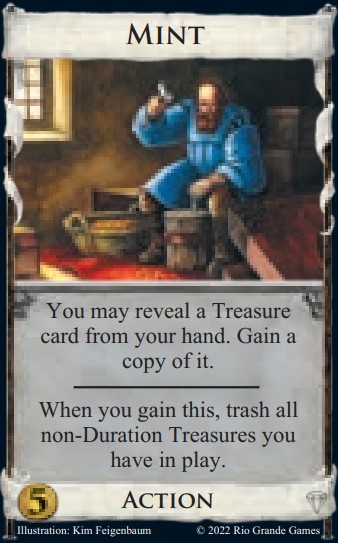 MINT
You may reveal a Treasure
card from your hand. Gain a
copy of it.
When you gain this, trash all
non-Duration Treasures you
have in play.
5 ACTION
Illustration: Kim Feigenbaum © 2022 Rio Grande Games